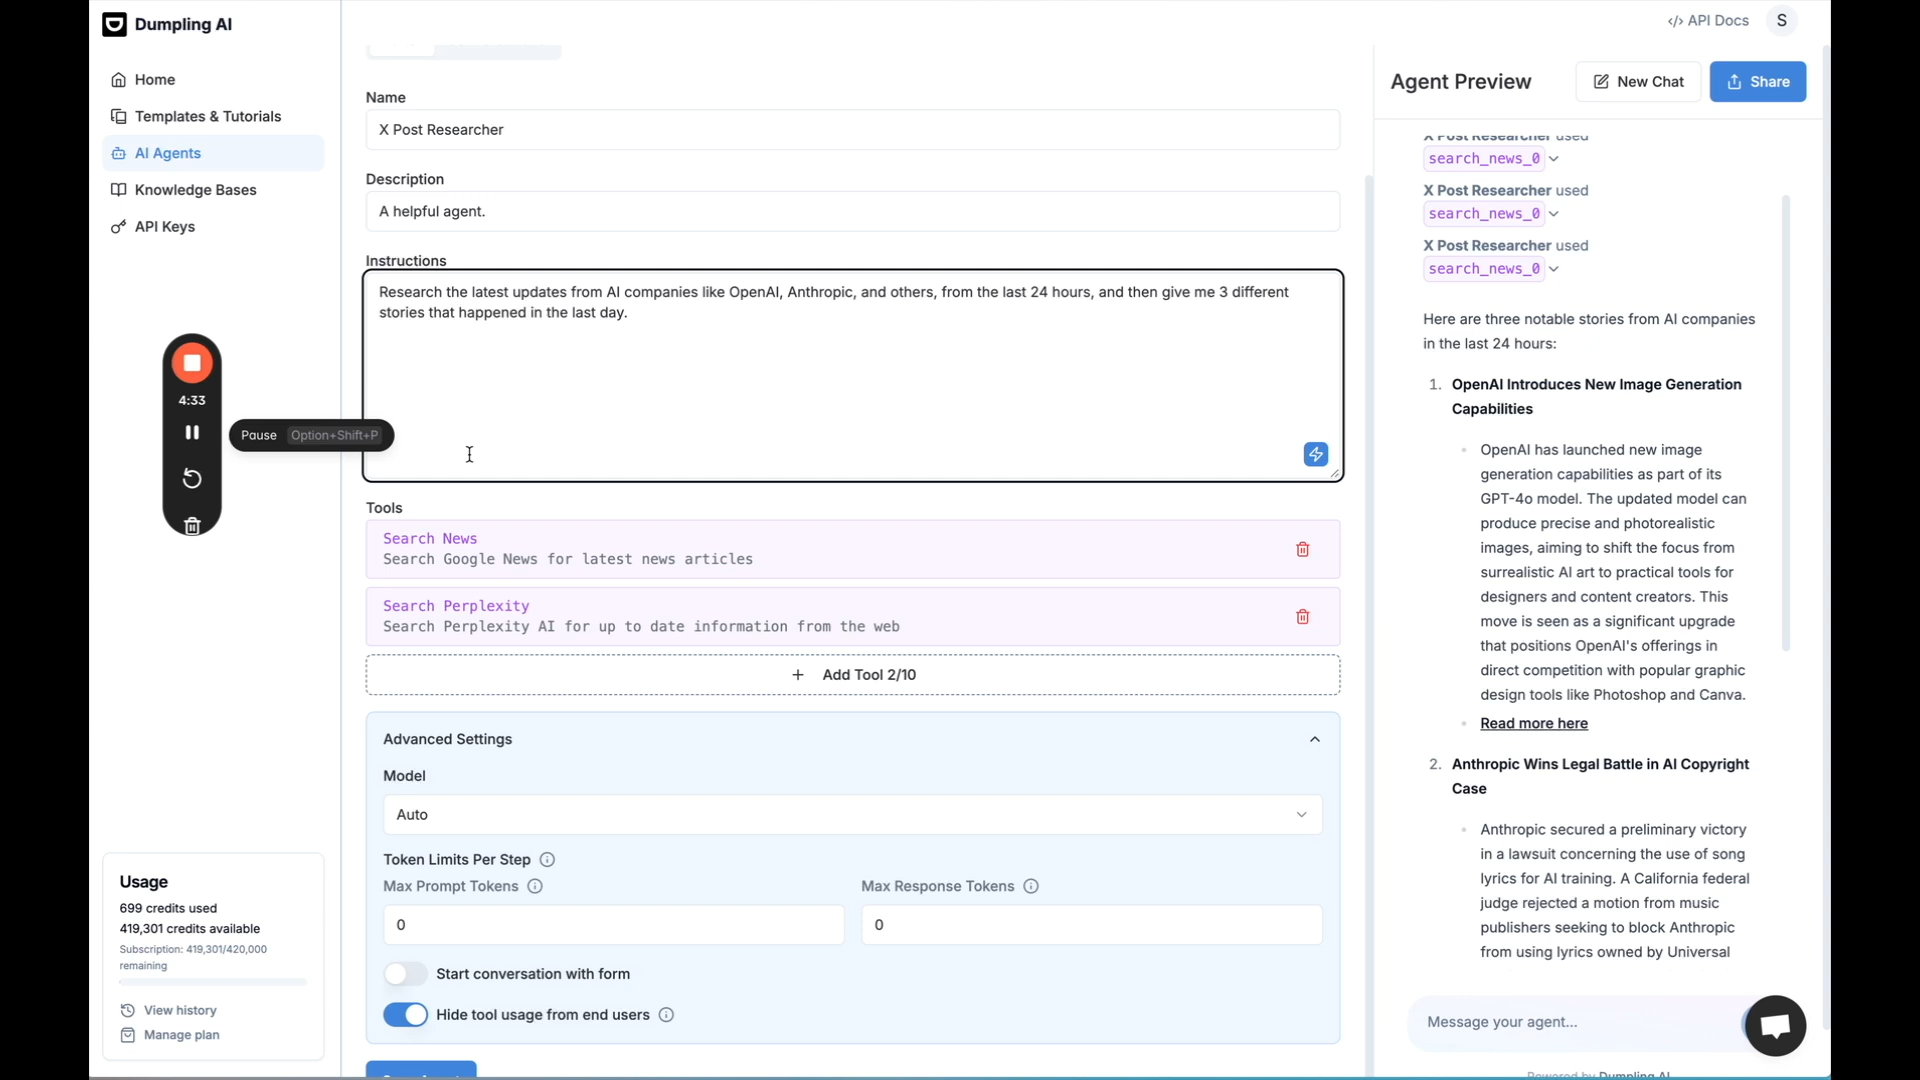 Dumpling AI
Home
Templates & Tutorials
AI Agents
Knowledge Bases
API Keys
4:33
Pause Option+Shift+P
Usage
699 credits used
419,301 credits available
Subscription: 419,301/420,000
remaining
View history
Manage plan
</> API Docs
S
Name
X Post Researcher
Description
A helpful agent.
Instructions
Research the latest updates from AI companies like OpenAI, Anthropic, and others, from the last 24 hours, and then give me 3 different
stories that happened in the last day.
Tools
Search News
Search Google News for latest news articles
Search Perplexity
Search Perplexity AI for up to date information from the web
+ Add Tool 2/10
Advanced Settings
Model
Auto
Token Limits Per Step
Max Prompt Tokens
Max Response Tokens
0
0
Start conversation with form
Hide tool usage from end users
Agent Preview
New Chat
Share
X Post Researcher used
search_news_0
X Post Researcher used
search_news_0
X Post Researcher used
search_news_0
Here are three notable stories from AI companies
in the last 24 hours:
1. OpenAI Introduces New Image Generation
Capabilities
OpenAI has launched new image
generation capabilities as part of its
GPT-4o model. The updated model can
produce precise and photorealistic
images, aiming to shift the focus from
surrealistic AI art to practical tools for
designers and content creators. This
move is seen as a significant upgrade
that positions OpenAI's offerings in
direct competition with popular graphic
design tools like Photoshop and Canva.
Read more here
2. Anthropic Wins Legal Battle in AI Copyright
Case
Anthropic secured a preliminary victory
in a lawsuit concerning the use of song
lyrics for AI training. A California federal
judge rejected a motion from music
publishers seeking to block Anthropic
from using lyrics owned by Universal
Message your agent...
Powered by Dumpling AI